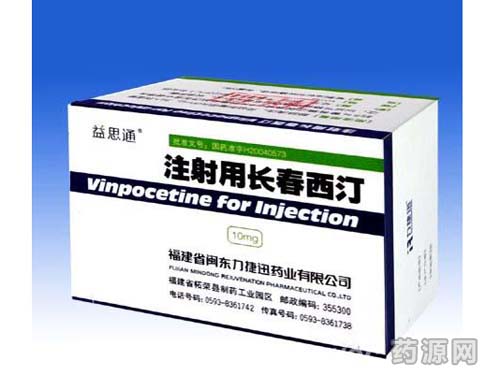 益思通®
批准文号：国药准字H20040573
注射用长春西汀
Vinpocetine for Injection
10mg
福建省闽东力捷迅药业有限公司
FUJIAN MINDONG REJUVENATION PHARMACEUTICAL CO.,LTD
福建省柘荣县制药工业园区 邮政编码：355300
电话号码：0593-8361742 传真号码：0593-8361738
力捷迅
药源网